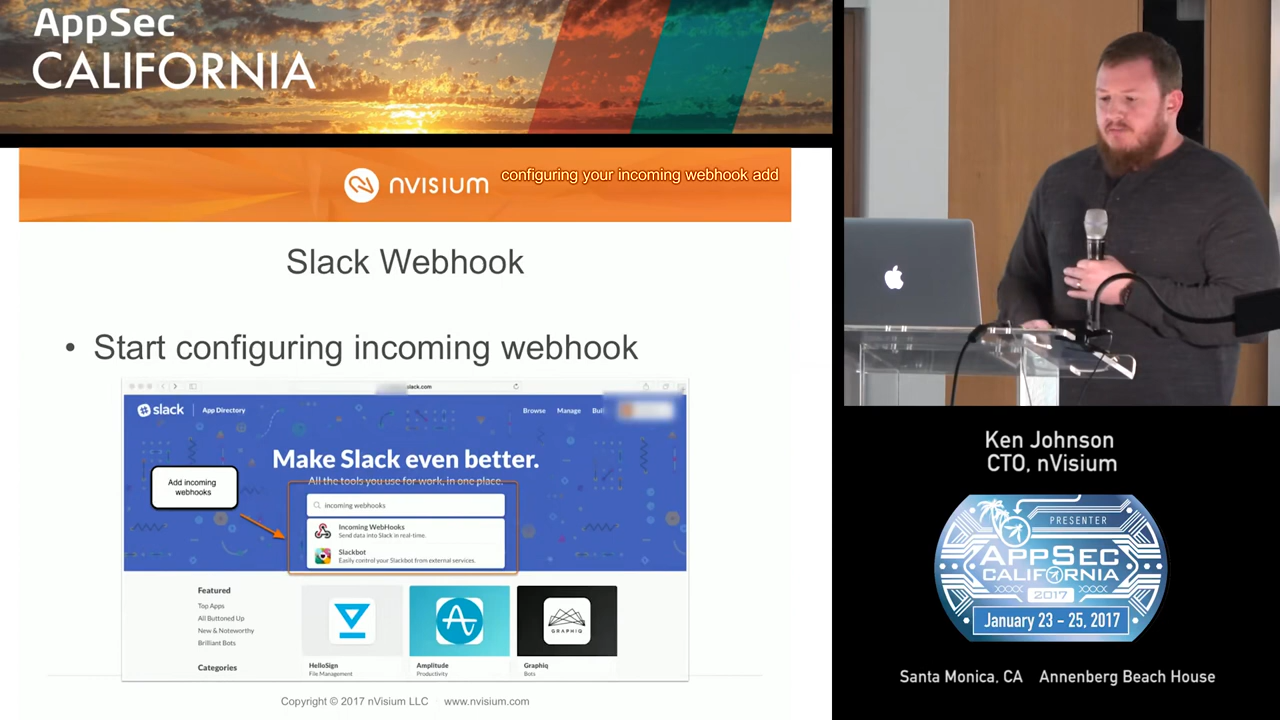 AppSec
CALIFORNIA
nVISIUM
configuring your incoming webhook add
Slack Webhook
• Start configuring incoming webhook
slack.com
slack
App Directory
Browse Manage
Make Slack even better.
All the tools you use for work, in one place.
Add incoming
webhooks
incoming webhooks
Incoming WebHooks
Send data into Slack in real-time.
Slackbot
Easily control your Slackbot from external services.
Featured
Top Apps
All Buttoned Up
New & Noteworthy
Brilliant Bots
Categories
GRAPHIQ
HelloSign
File Management
Amplitude
Productivity
Graphiq
Bots
Copyright © 2017 nVisium LLC www.nvisium.com
Ken Johnson
CTO, nVisium
PRESENTER
APPSEC
CALIFORNIA
2017
January 23 – 25, 2017
Santa Monica, CA Annenberg Beach House